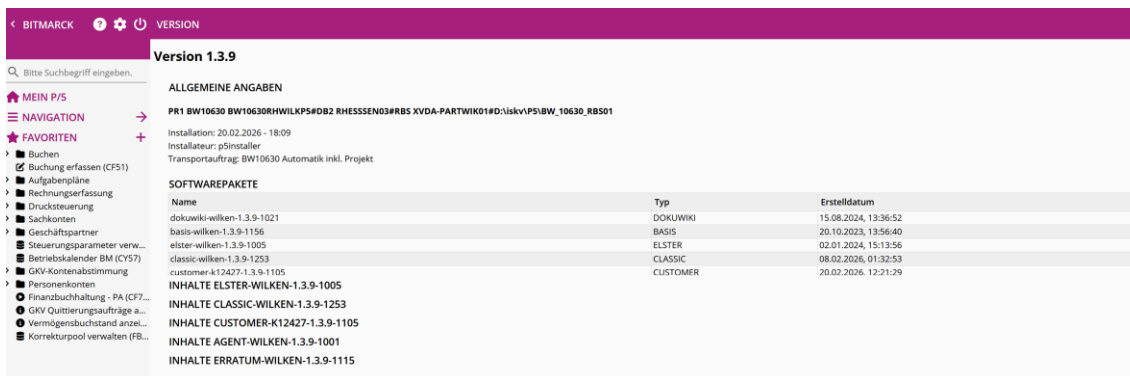 BITMARCK
VERSION
Bitte Suchbegriff eingeben.
MEIN P/5
NAVIGATION
FAVORITEN
Buchen
Buchung erfassen (CF51)
Aufgabenpläne
Rechnungserfassung
Drucksteuerung
Sachkonten
Geschäftspartner
Steuerungsparameter verw...
Betriebskalender BM (CY57)
GKV-Kontenabstimmung
Personenkonten
Finanzbuchhaltung - PA (CF7...
GKV Quittierungsaufträge a...
Vermögensbuchstand anzei...
Korrekturpool verwalten (FB...
Version 1.3.9
ALLGEMEINE ANGABEN
PR1 BW10630 BW10630RHWILKP5#DB2 RHESSSEN03#RBS XVDA-PARTWIK01#D:\iskv\P5\BW_10630_RBS01
Installation: 20.02.2026 - 18:09
Installateur: p5installer
Transportauftrag: BW10630 Automatik inkl. Projekt
SOFTWAREPAKETE
Name Typ Erstelldatum
dokuwiki-wilken-1.3.9-1021 DOKUWIKI 15.08.2024, 13:36:52
basis-wilken-1.3.9-1156 BASIS 20.10.2023, 13:56:40
elster-wilken-1.3.9-1005 ELSTER 02.01.2024, 15:13:56
classic-wilken-1.3.9-1253 CLASSIC 08.02.2026, 01:32:53
customer-k12427-1.3.9-1105 CUSTOMER 20.02.2026, 12:21:29
INHALTE ELSTER-WILKEN-1.3.9-1005
INHALTE CLASSIC-WILKEN-1.3.9-1253
INHALTE CUSTOMER-K12427-1.3.9-1105
INHALTE AGENT-WILKEN-1.3.9-1001
INHALTE ERRATUM-WILKEN-1.3.9-1115